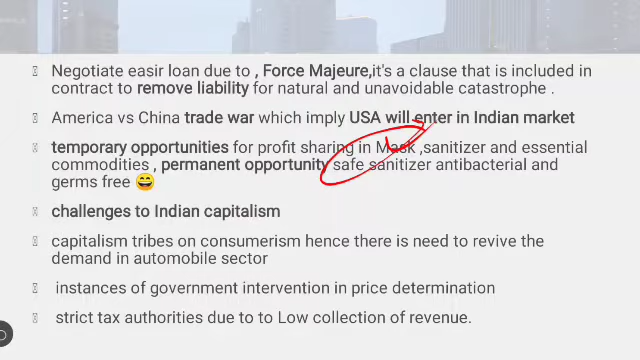 Negotiate easir loan due to , Force Majeure,it's a clause that is included in
contract to remove liability for natural and unavoidable catastrophe .
America vs China trade war which imply USA will enter in Indian market
temporary opportunities for profit sharing in Mask ,sanitizer and essential
commodities , permanent opportunity safe sanitizer antibacterial and
germs free 😄
challenges to Indian capitalism
capitalism tribes on consumerism hence there is need to revive the
demand in automobile sector
instances of government intervention in price determination
strict tax authorities due to to Low collection of revenue.